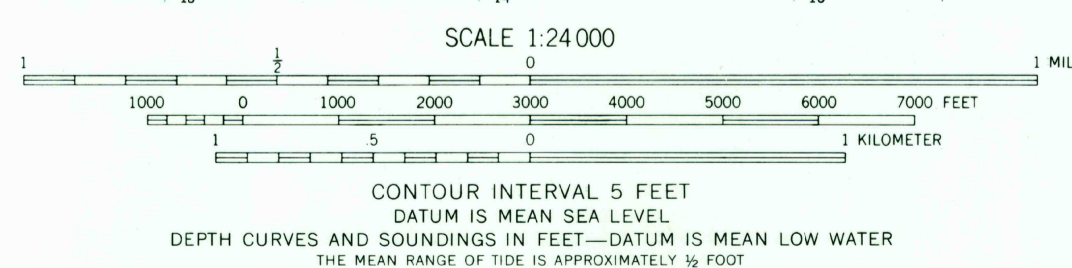 SCALE 1:24 000
1 ½ 0 1
1000 0 1000 2000 3000 4000 5000 6000 7000 FEET
1 .5 0 1 KILOMETER
CONTOUR INTERVAL 5 FEET
DATUM IS MEAN SEA LEVEL
DEPTH CURVES AND SOUNDINGS IN FEET—DATUM IS MEAN LOW WATER
THE MEAN RANGE OF TIDE IS APPROXIMATELY ½ FOOT